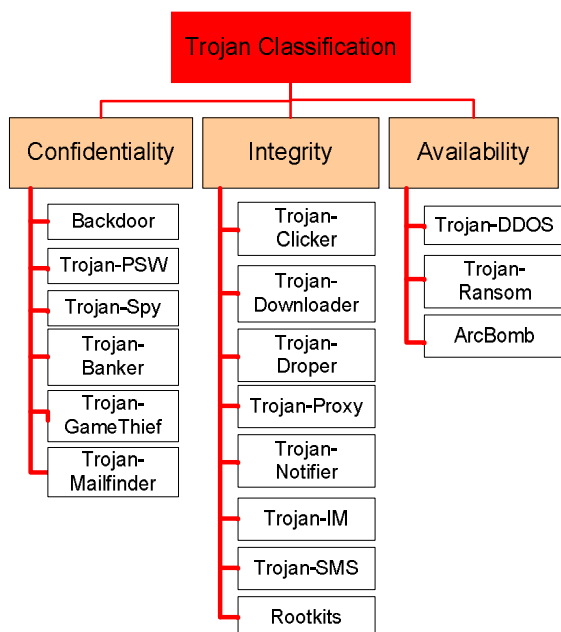 Trojan Classification
Confidentiality
Backdoor
Trojan-PSW
Trojan-Spy
Trojan-
Banker
Trojan-
GameThief
Trojan-
Mailfinder
Integrity
Trojan-
Clicker
Trojan-
Downloader
Trojan-
Droper
Trojan-Proxy
Trojan-
Notifier
Trojan-IM
Trojan-SMS
Rootkits
Availability
Trojan-DDOS
Trojan-
Ransom
ArcBomb